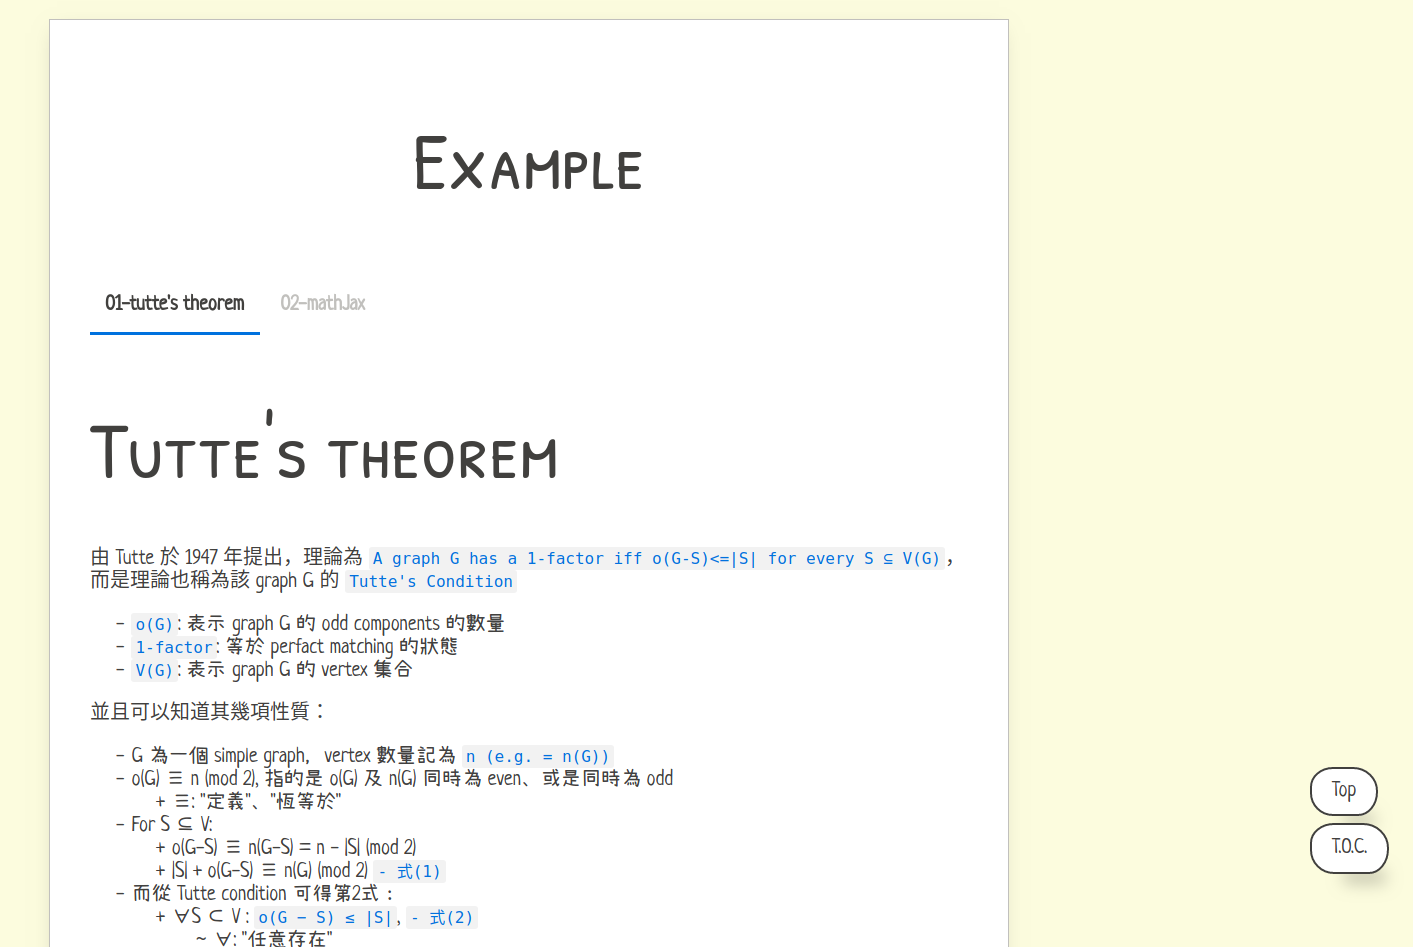 Example
01-tutte's theorem 02-mathJax
Tutte's theorem
由 Tutte 於 1947 年提出，理論為 A graph G has a 1-factor iff o(G-S)<=|S| for every S ⊆ V(G)，
而是理論也稱為該 graph G 的 Tutte's Condition
- o(G): 表示 graph G 的 odd components 的數量
- 1-factor: 等於 perfact matching 的狀態
- V(G): 表示 graph G 的 vertex 集合
並且可以知道其幾項性質：
- G 為一個 simple graph， vertex 數量記為 n (e.g. = n(G))
- o(G) ≡ n (mod 2), 指的是 o(G) 及 n(G) 同時為 even、或是同時為 odd
+ ≡: "定義"、"恆等於"
- For S ⊆ V:
+ o(G-S) ≡ n(G-S) = n - |S| (mod 2)
+ |S| + o(G-S) ≡ n(G) (mod 2) - 式(1)
- 而從 Tutte condition 可得第2式：
+ ∀S ⊂ V : o(G − S) ≤ |S|, - 式(2)
~ ∀: "任意存在"
Top
T.O.C.